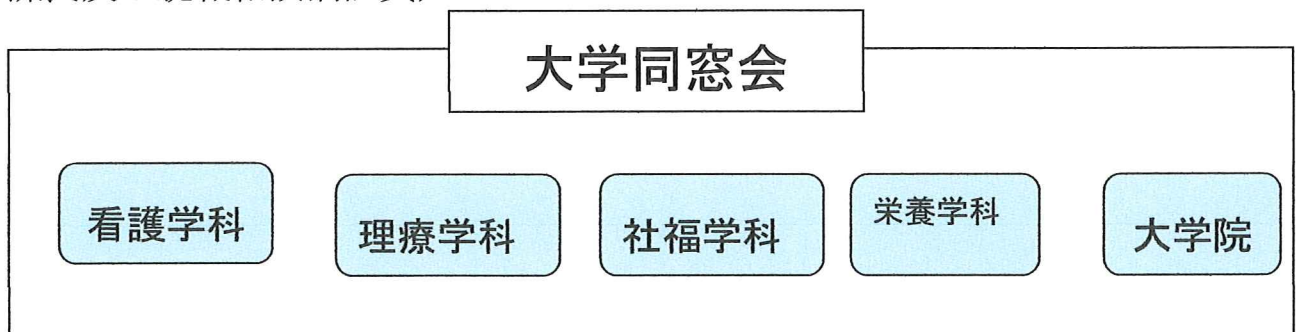 大学同窓会
看護学科
理療学科
社福学科
栄養学科
大学院